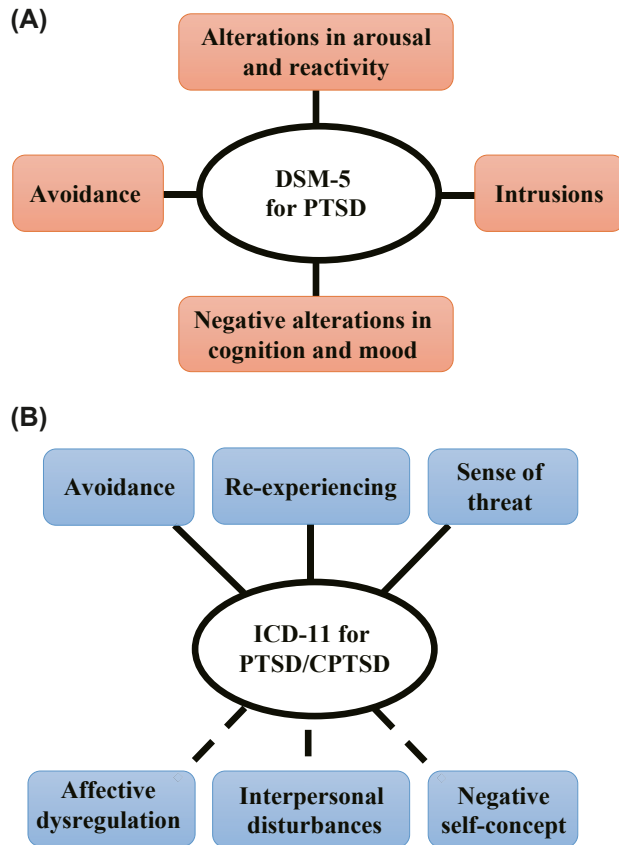 (A)
Alterations in arousal
and reactivity
Avoidance
DSM-5
for PTSD
Intrusions
Negative alterations in
cognition and mood
(B)
Avoidance
Re-experiencing
Sense of
threat
ICD-11 for
PTSD/CPTSD
Affective
dysregulation
Interpersonal
disturbances
Negative
self-concept